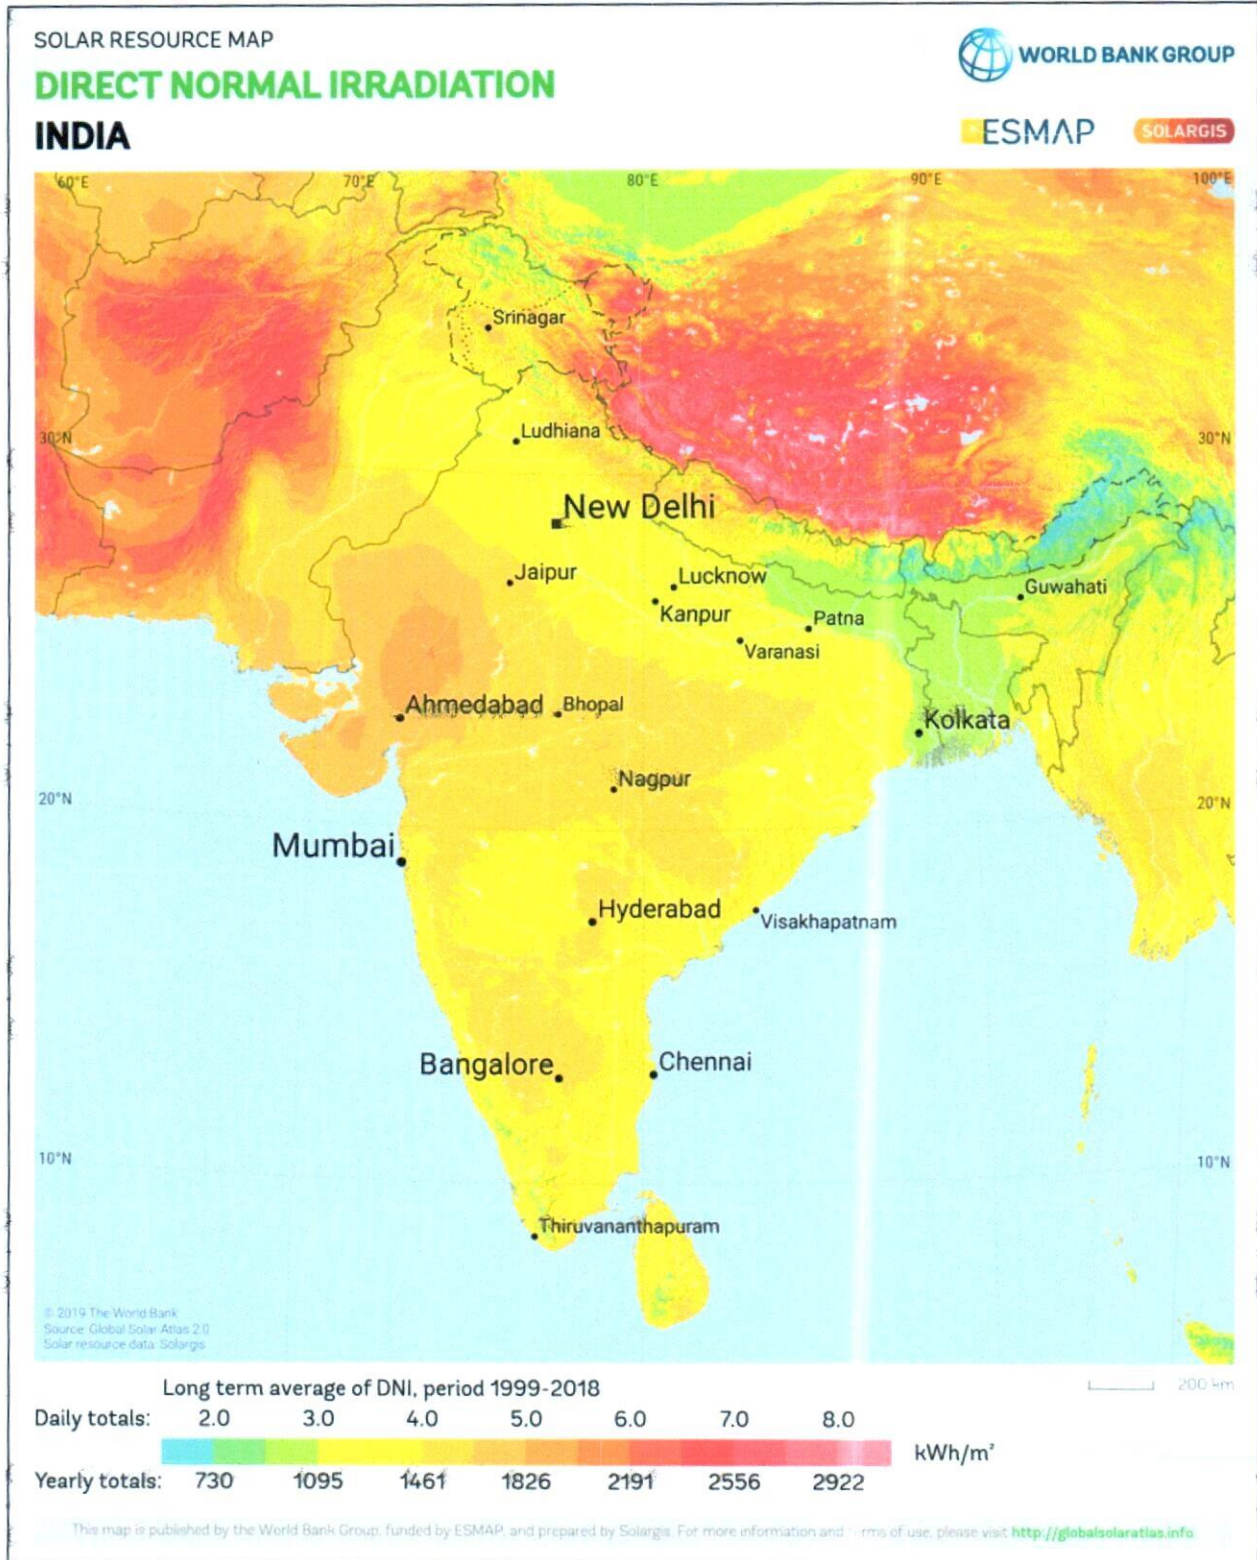 SOLAR RESOURCE MAP
DIRECT NORMAL IRRADIATION
INDIA
WORLD BANK GROUP
ESMAP
SOLARGIS
60°E
70°E
80°E
90°E
100°E
Srinagar
Ludhiana
30°N
30°N
New Delhi
Jaipur
Lucknow
Guwahati
Kanpur
Patna
Varanasi
Ahmedabad
Bhopal
Kolkata
Nagpur
20°N
20°N
Mumbai
Hyderabad
Visakhapatnam
Bangalore
Chennai
10°N
10°N
Thiruvananthapuram
© 2019 The World Bank
Source: Global Solar Atlas 2.0
Solar resource data: Solargis
Long term average of DNI, period 1999-2018
200 km
Daily totals: 2.0 3.0 4.0 5.0 6.0 7.0 8.0
kWh/m²
Yearly totals: 730 1095 1461 1826 2191 2556 2922
This map is published by the World Bank Group, funded by ESMAP, and prepared by Solargis. For more information and rms of use, please visit http://globalsolaratlas.info